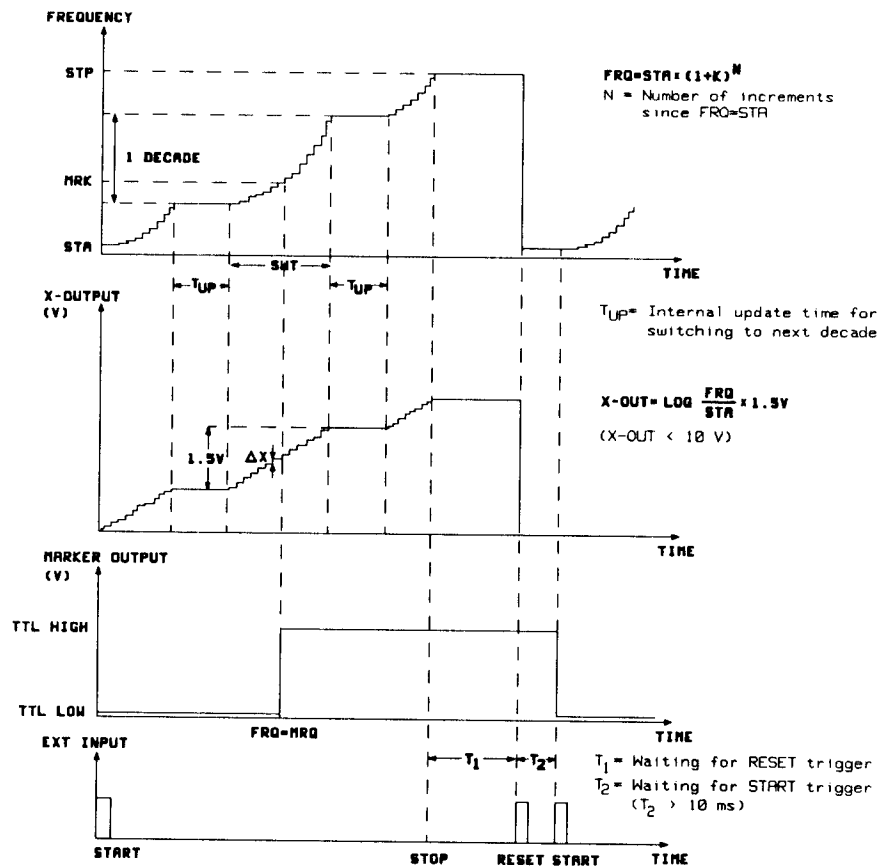 FREQUENCY
STP
FRQ=STA×(1+K)^N
N = Number of increments
since FRQ=STA
1 DECADE
MRK
STA
SWT
TIME
T_UP
T_UP
X-OUTPUT
(V)
T_UP= Internal update time for
switching to next decade
X-OUT=LOG FRQ/STA × 1.5V
(X-OUT < 10 V)
1.5V
ΔX
TIME
MARKER OUTPUT
(V)
TTL HIGH
TTL LOW
FRQ=MRQ
TIME
EXT INPUT
T1
T2
T1= Waiting for RESET trigger
T2= Waiting for START trigger
(T2 > 10 ms)
START
STOP
RESET
START
TIME